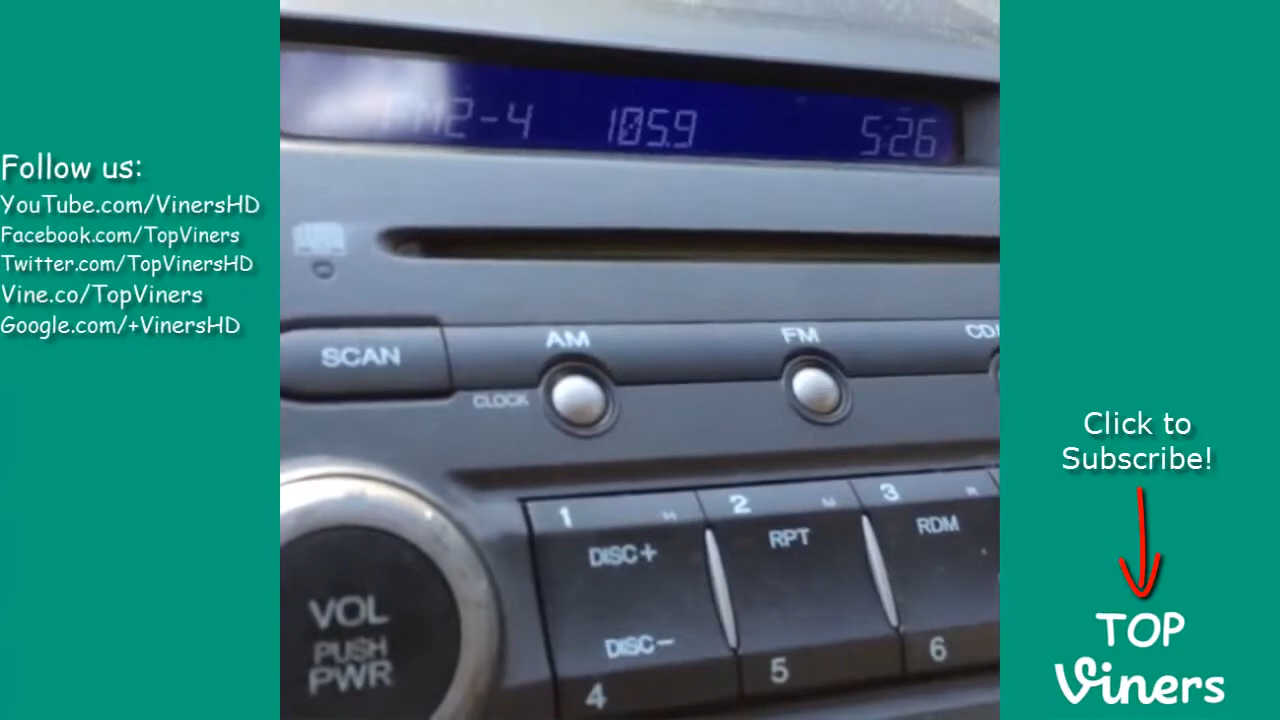 Follow us:
YouTube.com/VinersHD
Facebook.com/TopViners
Twitter.com/TopVinersHD
Vine.co/TopViners
Google.com/+VinersHD
FM2-4 105.9 5:26
AM FM CD
SCAN
CLOCK
1 2 3
DISC+ RPT RDM
VOL
PUSH
PWR
DISC-
4 5 6
Click to
Subscribe!
TOP
Viners